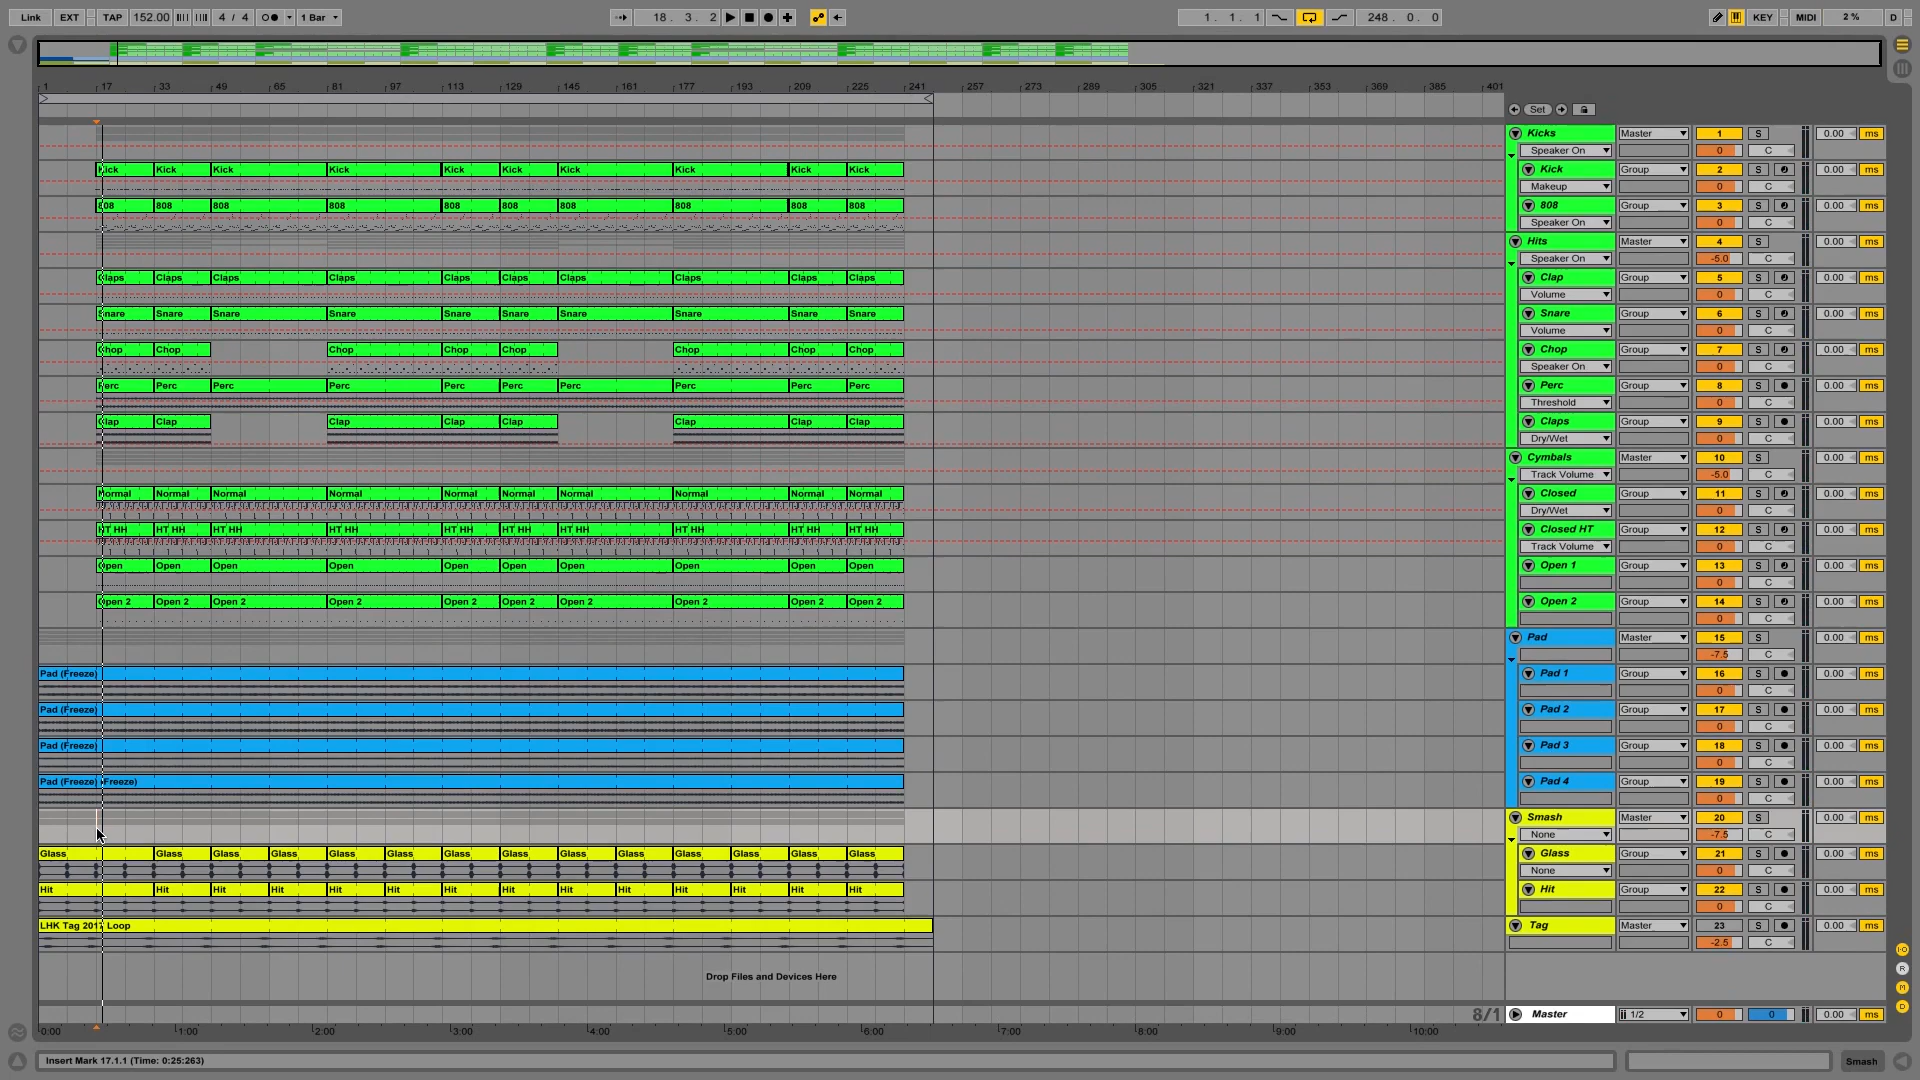 Link EXT TAP 152.00 4 / 4 1 Bar 18 . 3 . 2 1 . 1 . 1 248 . 0 . 0 KEY MIDI 2 % D
1 17 33 49 65 81 97 113 129 145 161 177 193 209 225 241 257 273 289 305 321 337 353 369 385 401
Set
Kicks Master 1 S 0.00 ms
Speaker On 0 C
Kick Kick Kick Kick Kick Kick Kick Kick Kick Kick Kick Group 2 S 0.00 ms
Makeup 0 C
808 808 808 808 808 808 808 808 808 808 808 Group 3 S 0.00 ms
Speaker On 0 C
Hits Master 4 S 0.00 ms
Speaker On -5.0 C
Claps Claps Claps Claps Claps Claps Claps Claps Claps Claps Clap Group 5 S 0.00 ms
Volume 0 C
Snare Snare Snare Snare Snare Snare Snare Snare Snare Snare Snare Group 6 S 0.00 ms
Volume 0 C
Chop Chop Chop Chop Chop Chop Chop Chop Chop Group 7 S 0.00 ms
Speaker On 0 C
Perc Perc Perc Perc Perc Perc Perc Perc Perc Perc Perc Group 8 S 0.00 ms
Threshold 0 C
Clap Clap Clap Clap Clap Clap Clap Clap Claps Group 9 S 0.00 ms
Dry/Wet 0 C
Cymbals Master 10 S 0.00 ms
Track Volume -5.0 C
Normal Normal Normal Normal Normal Normal Normal Normal Normal Normal Closed Group 11 S 0.00 ms
Dry/Wet 0 C
HT HH HT HH HT HH HT HH HT HH HT HH HT HH HT HH HT HH HT HH Closed HT Group 12 S 0.00 ms
Track Volume 0 C
Open Open Open Open Open Open Open Open Open Open Open 1 Group 13 S 0.00 ms
0 C
Open 2 Open 2 Open 2 Open 2 Open 2 Open 2 Open 2 Open 2 Open 2 Open 2 Open 2 Group 14 S 0.00 ms
0 C
Pad Master 15 S 0.00 ms
-7.5 C
Pad (Freeze) Pad 1 Group 16 S 0.00 ms
0 C
Pad (Freeze) Pad 2 Group 17 S 0.00 ms
0 C
Pad (Freeze) Pad 3 Group 18 S 0.00 ms
0 C
Pad (Freeze) Freeze) Pad 4 Group 19 S 0.00 ms
0 C
Smash Master 20 S 0.00 ms
None -7.5 C
Glass Glass Glass Glass Glass Glass Glass Glass Glass Glass Glass Glass Glass Glass Glass Group 21 S 0.00 ms
None 0 C
Hit Hit Hit Hit Hit Hit Hit Hit Hit Hit Hit Hit Hit Hit Hit Group 22 S 0.00 ms
0 C
LHK Tag 2017 Loop Tag Master 23 S 0.00 ms
-2.5 C
Drop Files and Devices Here
8/1 Master 1/2 0 0 0.00 ms
0:00 1:00 2:00 3:00 4:00 5:00 6:00 7:00 8:00 9:00 10:00
Insert Mark 17.1.1 (Time: 0:25:263) Smash
I·O
R
M
D